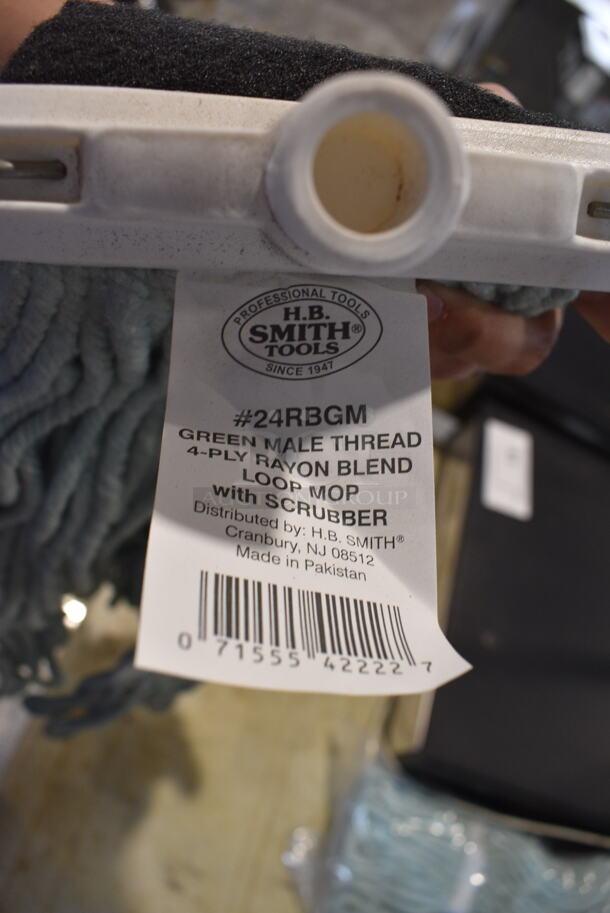 PROFESSIONAL TOOLS
H.B.
SMITH®
TOOLS
SINCE 1947
#24RBGM
GREEN MALE THREAD
4-PLY RAYON BLEND
LOOP MOP
with SCRUBBER
Distributed by: H.B. SMITH®
Cranbury, NJ 08512
Made in Pakistan
0 71555 42222 7